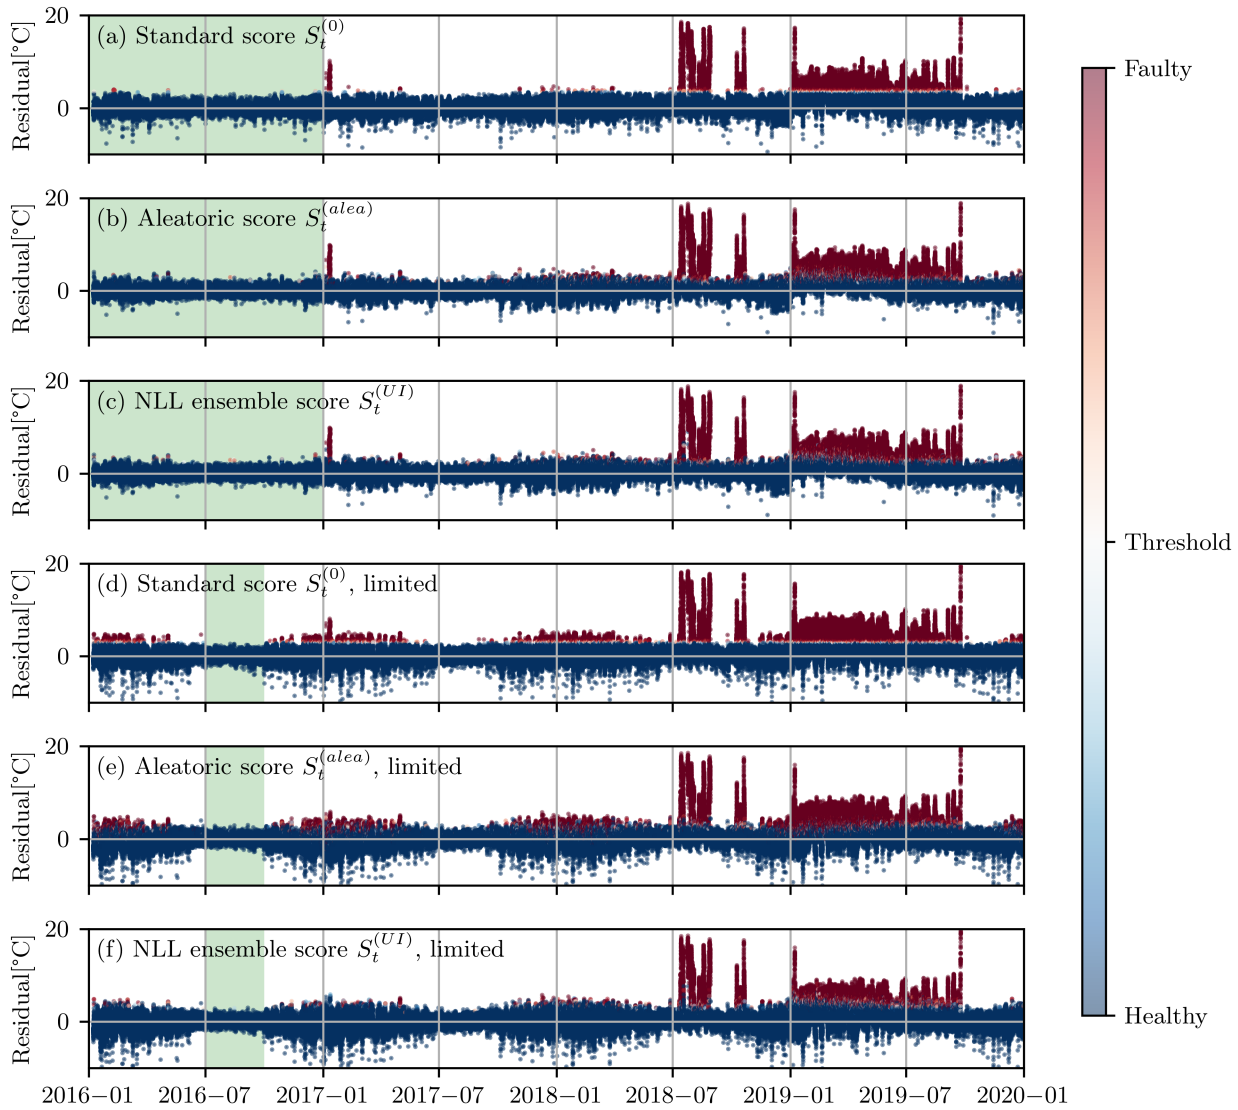 20
0
Residual[°C]
(a) Standard score $S_t^{(0)}$
20
0
Residual[°C]
(b) Aleatoric score $S_t^{(alea)}$
20
0
Residual[°C]
(c) NLL ensemble score $S_t^{(UI)}$
20
0
Residual[°C]
(d) Standard score $S_t^{(0)}$, limited
20
0
Residual[°C]
(e) Aleatoric score $S_t^{(alea)}$, limited
20
0
Residual[°C]
(f) NLL ensemble score $S_t^{(UI)}$, limited
2016−01 2016−07 2017−01 2017−07 2018−01 2018−07 2019−01 2019−07 2020−01
Faulty
Threshold
Healthy